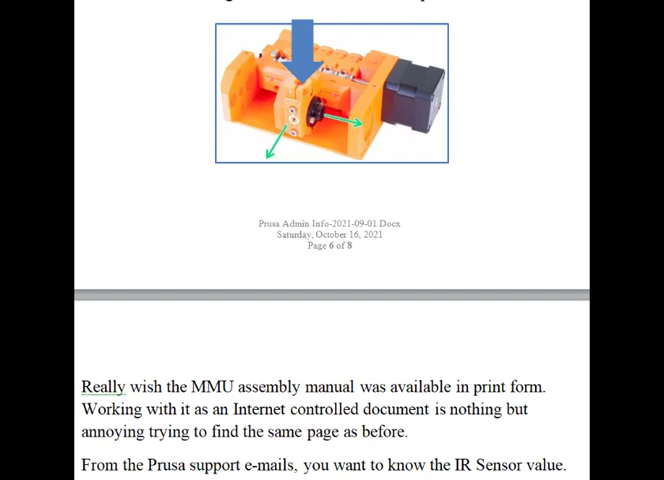 Prusa Admin Info-2021-09-01.Docx
Saturday, October 16, 2021
Page 6 of 8
Really wish the MMU assembly manual was available in print form.
Working with it as an Internet controlled document is nothing but
annoying trying to find the same page as before.
From the Prusa support e-mails, you want to know the IR Sensor value.